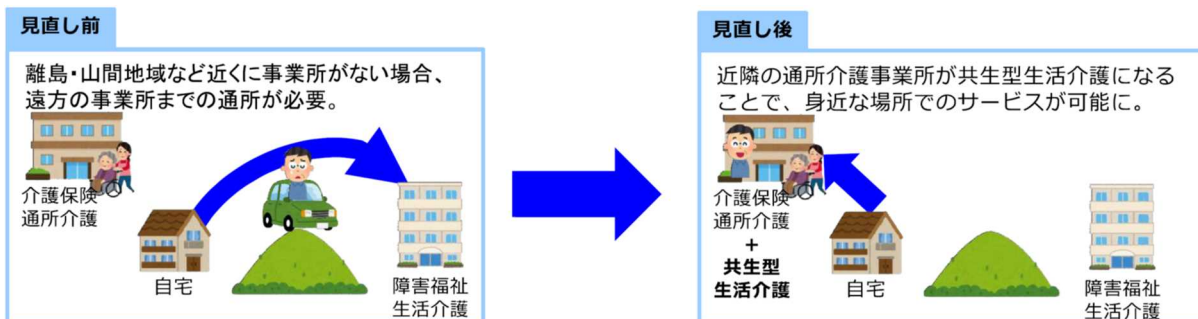 見直し前
離島・山間地域など近くに事業所がない場合、
遠方の事業所までの通所が必要。
介護保険
通所介護
自宅
障害福祉
生活介護
見直し後
近隣の通所介護事業所が共生型生活介護になる
ことで、身近な場所でのサービスが可能に。
介護保険
通所介護
+
共生型
生活介護
自宅
障害福祉
生活介護